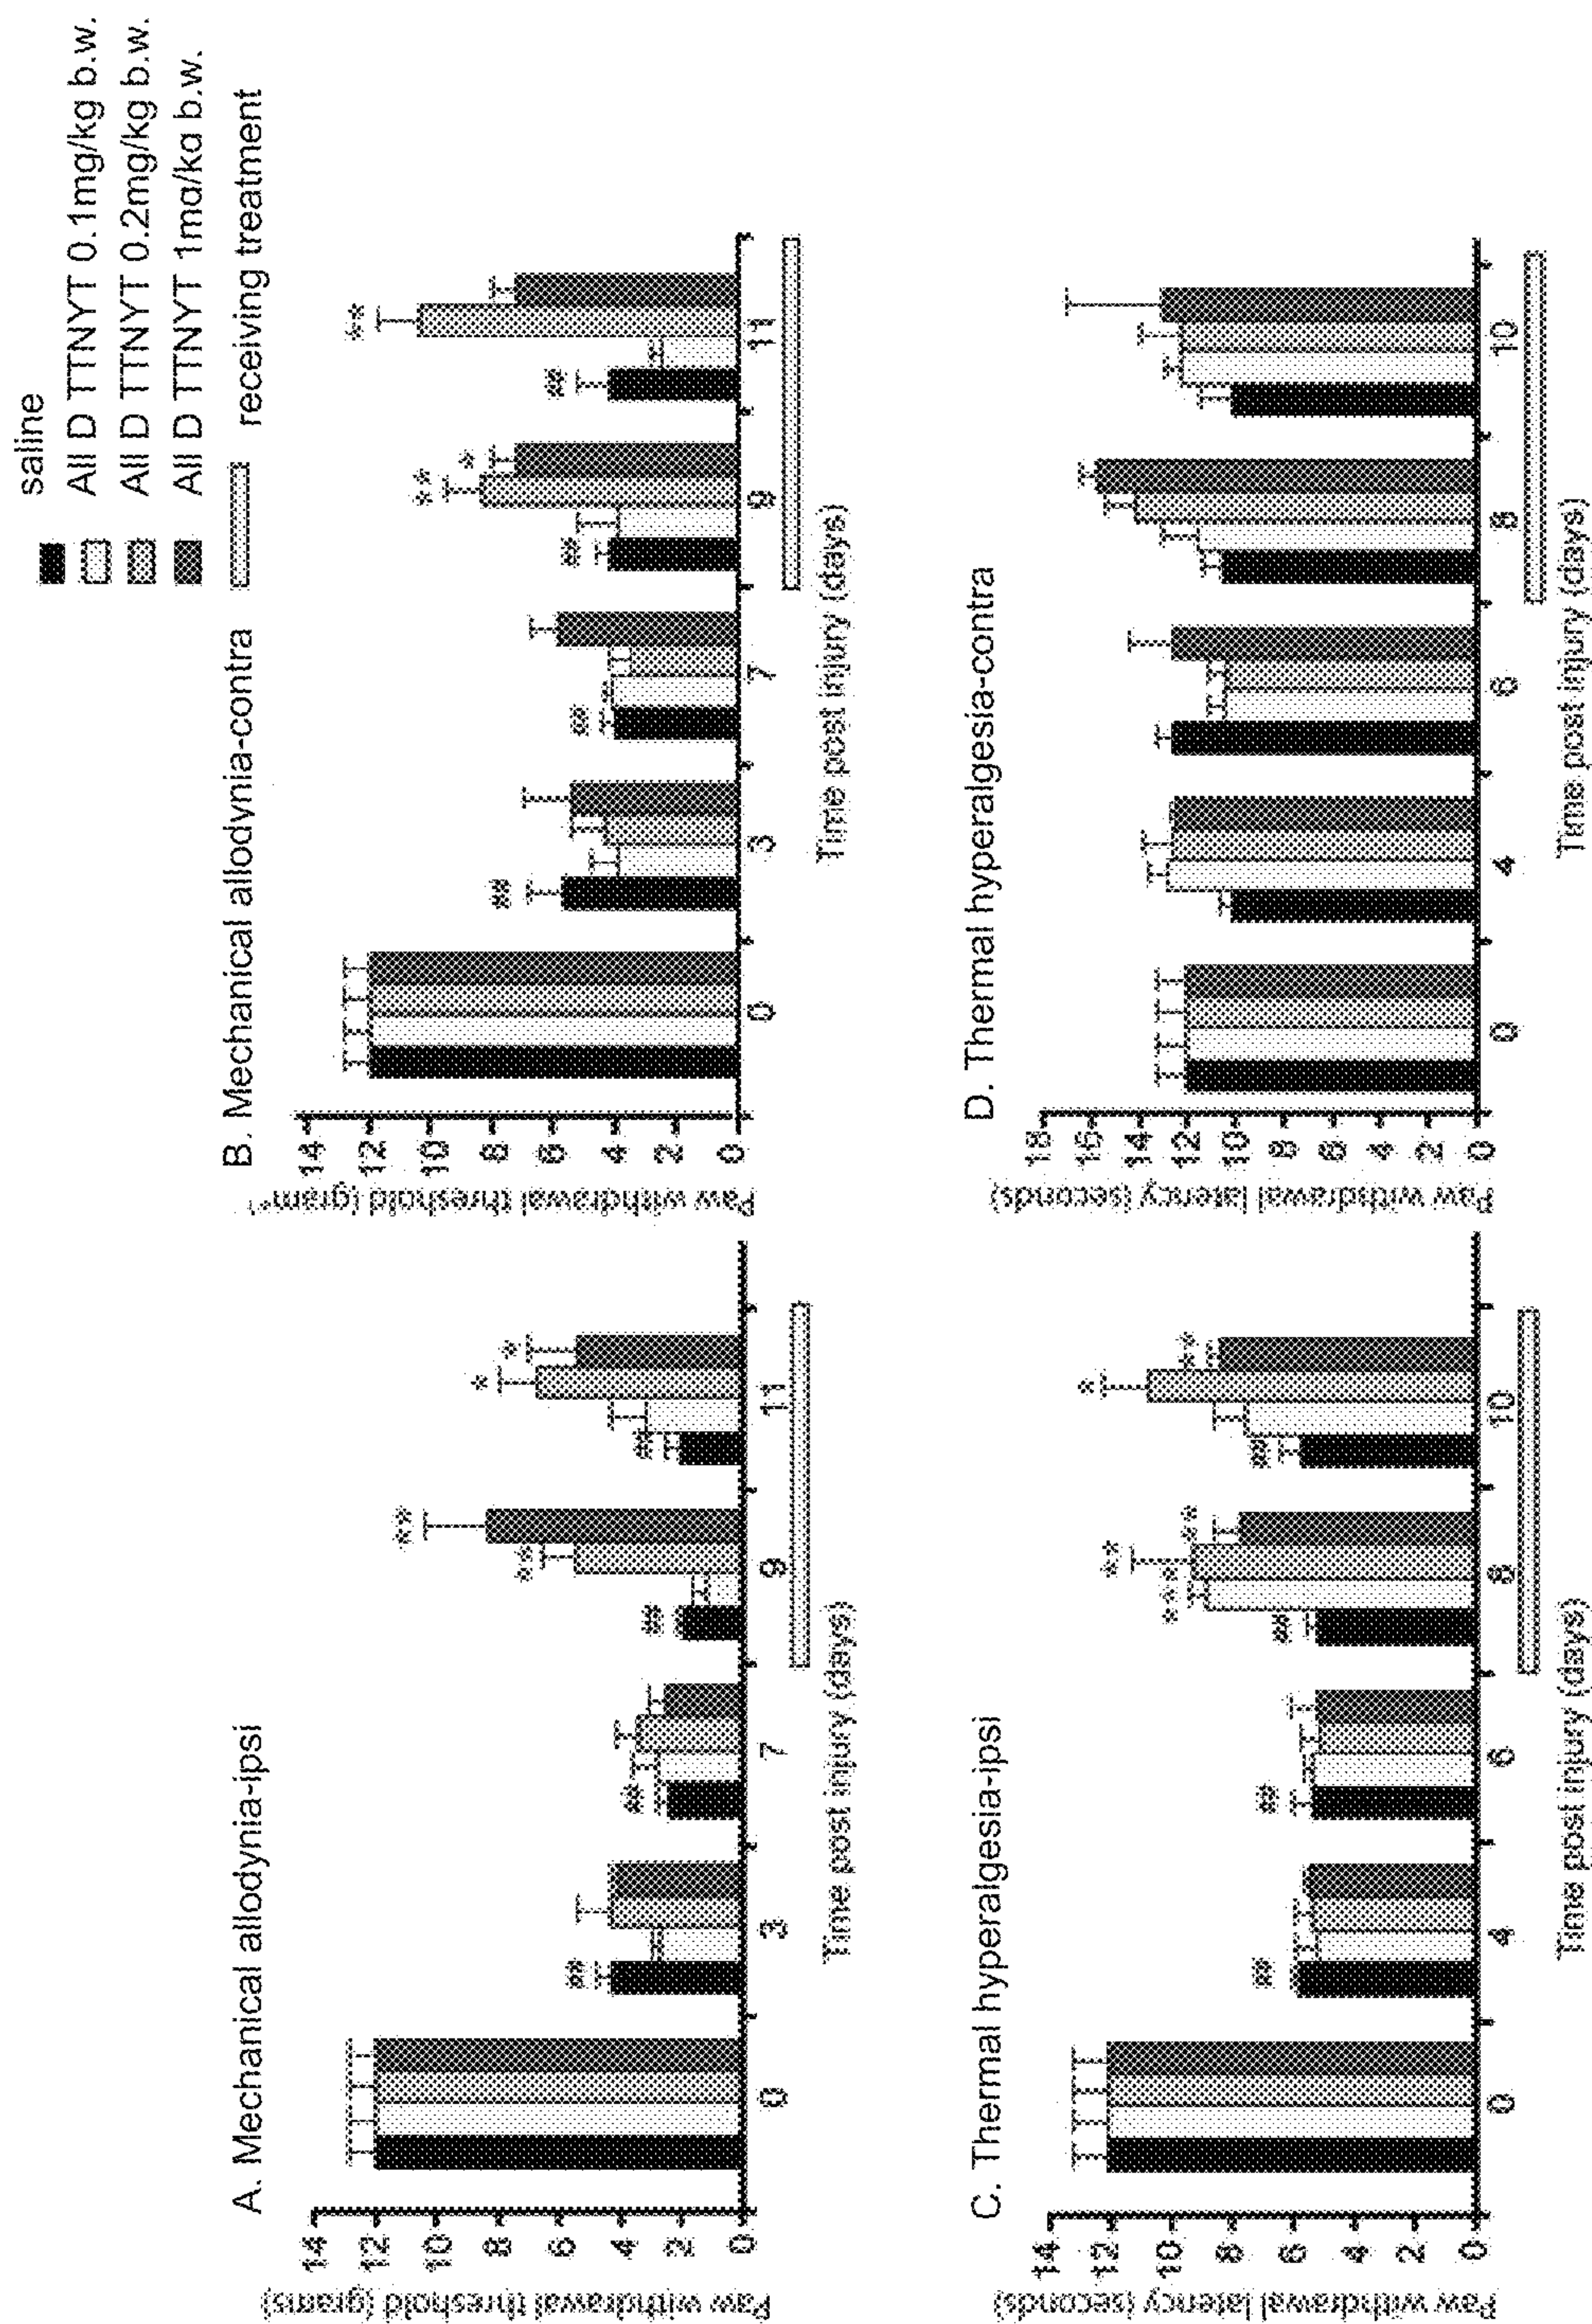 saline
All D TTNYT 0.1mg/kg b.w.
All D TTNYT 0.2mg/kg b.w.
All D TTNYT 1mg/kg b.w.
receiving treatment
A. Mechanical allodynia-ipsi
Paw withdrawal threshold (grams)
14
12
10
8
6
4
2
0
** ** * *
## ## ## ##
0 3 7 9 11
Time post injury (days)
B. Mechanical allodynia-contra
Paw withdrawal threshold (gram
14
12
10
8
6
4
2
0
** * **
## ## ## ##
0 3 7 9 11
Time post injury (days)
C. Thermal hyperalgesia-ipsi
Paw withdrawal latency (seconds)
14
12
10
8
6
4
2
0
*** ** ** * **
## ## ## ##
0 4 6 8 10
Time post injury (days)
D. Thermal hyperalgesia-contra
Paw withdrawal latency (seconds)
18
16
14
12
10
8
6
4
2
0
0 4 6 8 10
Time post injury (days)